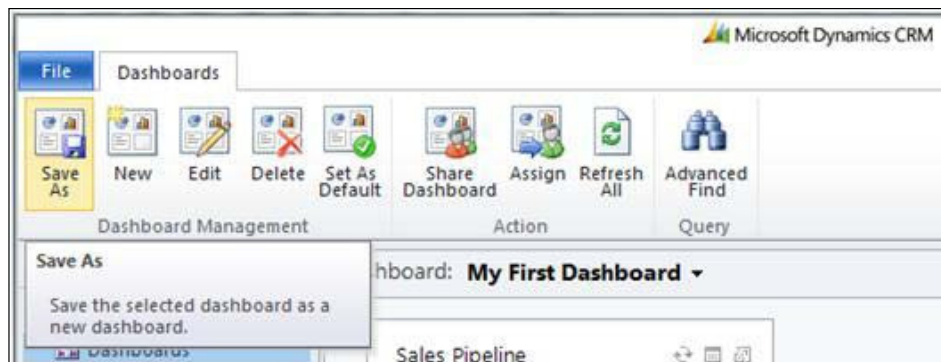 Microsoft Dynamics CRM
File Dashboards
Save As New Edit Delete Set As Default Share Dashboard Assign Refresh All Advanced Find
Dashboard Management Action Query
Save As
hboard: My First Dashboard
Save the selected dashboard as a
new dashboard.
Dashboards
Sales Pipeline